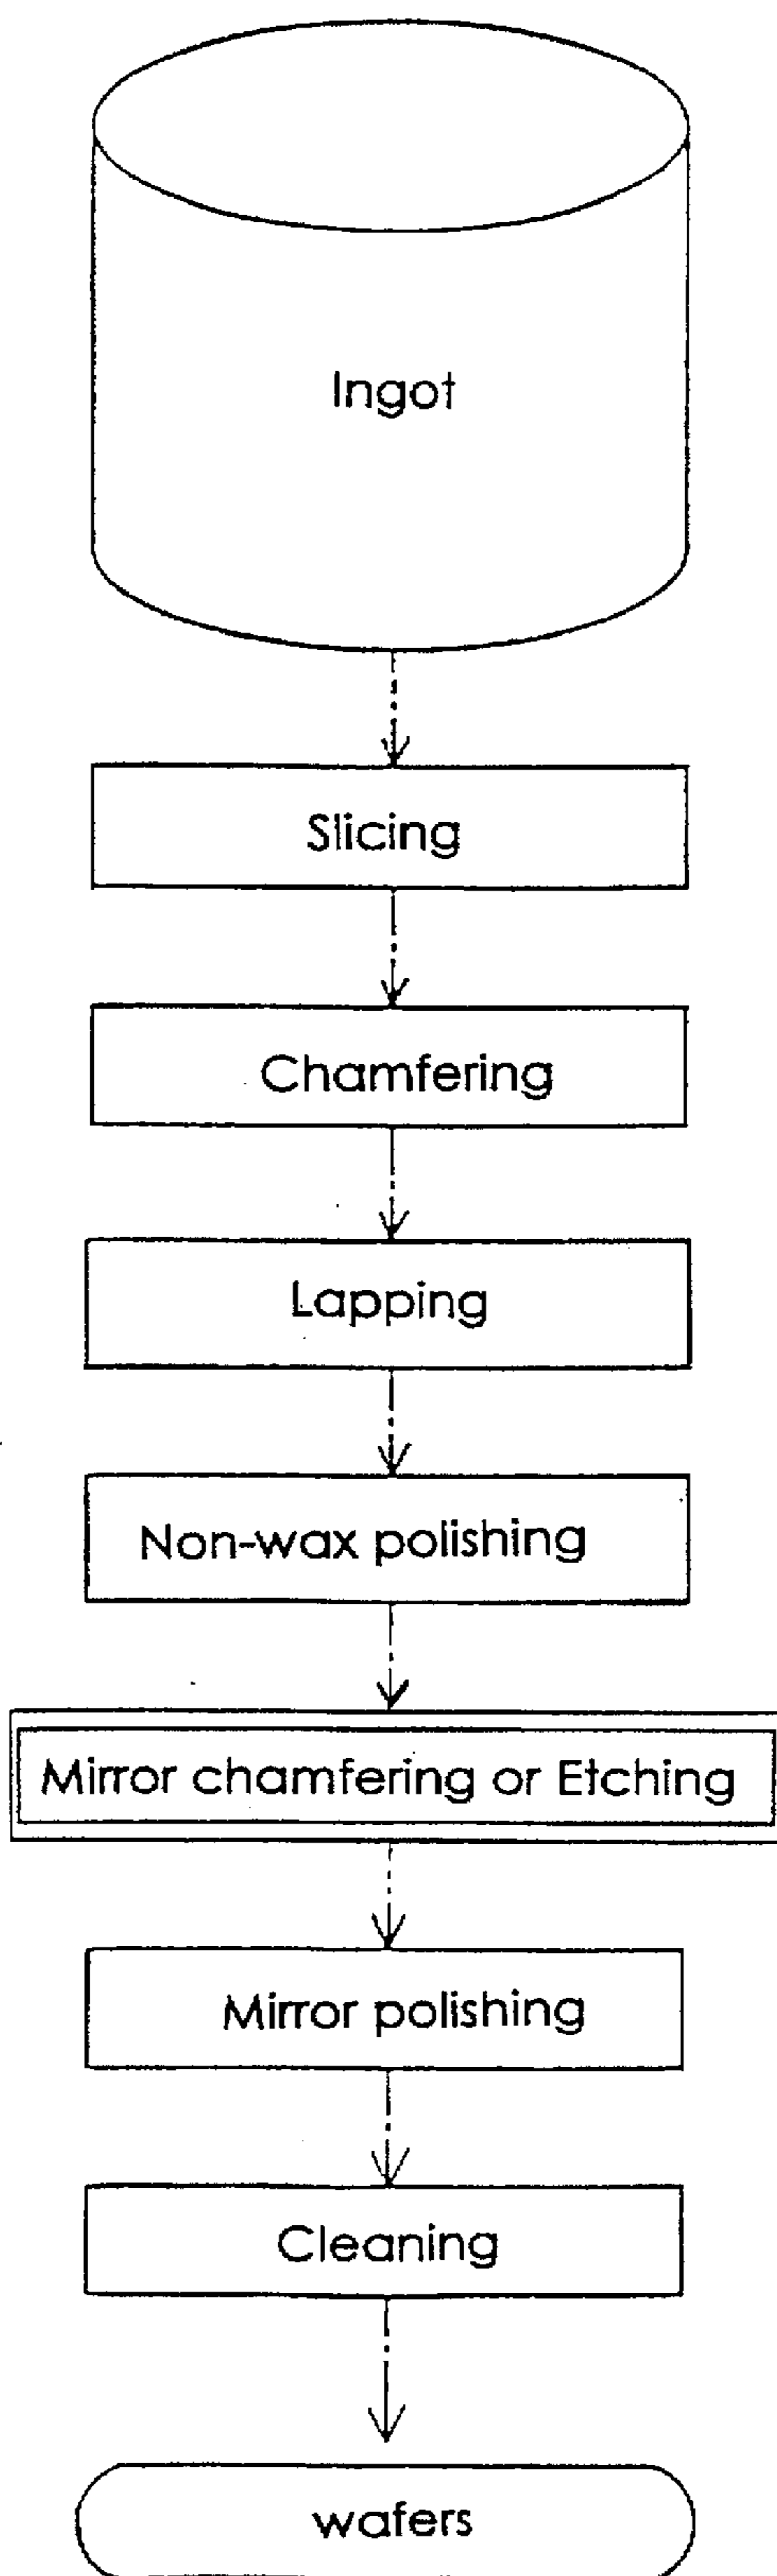 Ingot
Slicing
Chamfering
Lapping
Non-wax polishing
Mirror chamfering or Etching
Mirror polishing
Cleaning
wafers